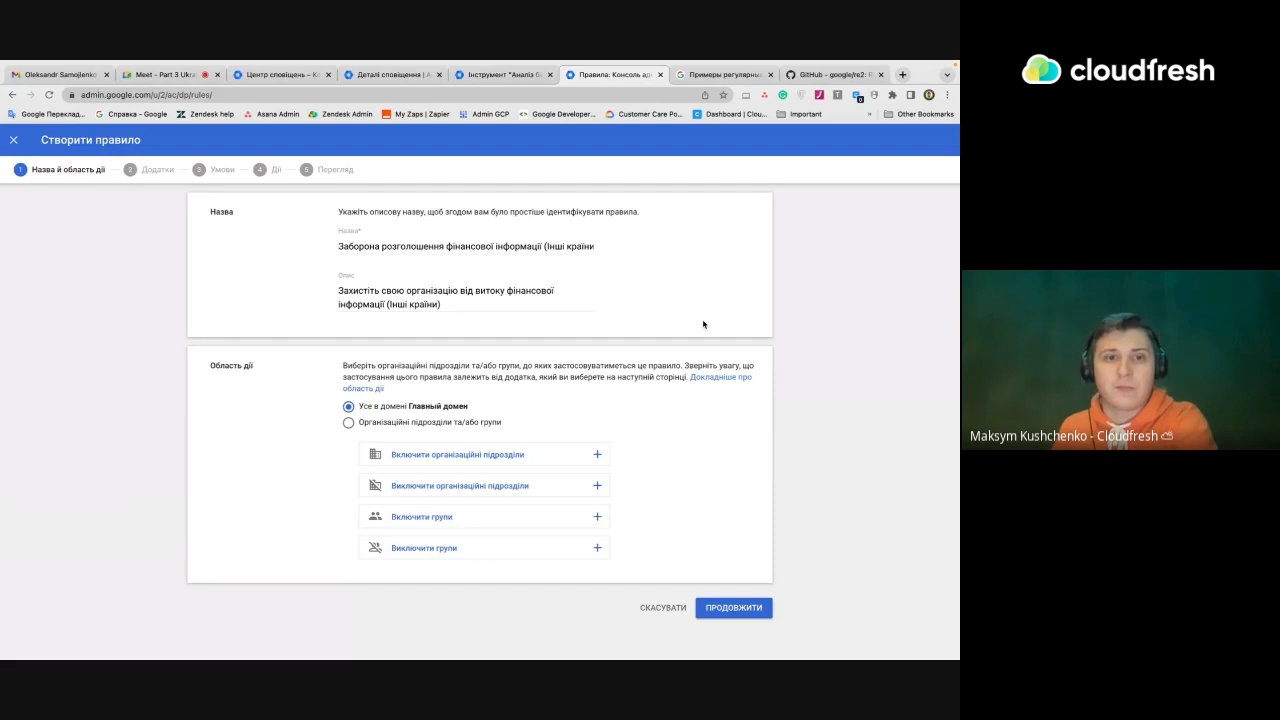 cloudfresh
Oleksandr Samojlenko
Meet - Part 3 Ukra
Центр сповіщень – Ко
Деталі сповіщення | А
Інструмент "Аналіз б
Правила: Консоль ад
Примеры регулярны
GitHub - google/re2: R
admin.google.com/u/2/ac/dp/rules/
Google Переклад...
Справка - Google
Zendesk help
Asana Admin
Zendesk Admin
My Zaps | Zapier
Admin GCP
Google Developer...
Customer Care Po...
Dashboard | Clou...
Important
»
Other Bookmarks
Створити правило
1 Назва й область дії
2 Додатки
3 Умови
4 Дії
5 Перегляд
Назва
Укажіть описову назву, щоб згодом вам було простіше ідентифікувати правила.
Назва*
Заборона розголошення фінансової інформації (Інші країни
Опис
Захистіть свою організацію від витоку фінансової
інформації (Інші країни)
Область дії
Виберіть організаційні підрозділи та/або групи, до яких застосовуватиметься це правило. Зверніть увагу, що
застосування цього правила залежить від додатка, який ви виберете на наступній сторінці. Докладніше про
область дії
Усе в домені Главный домен
Організаційні підрозділи та/або групи
Включити організаційні підрозділи
Виключити організаційні підрозділи
Включити групи
Виключити групи
СКАСУВАТИ
ПРОДОВЖИТИ
Maksym Kushchenko - Cloudfresh